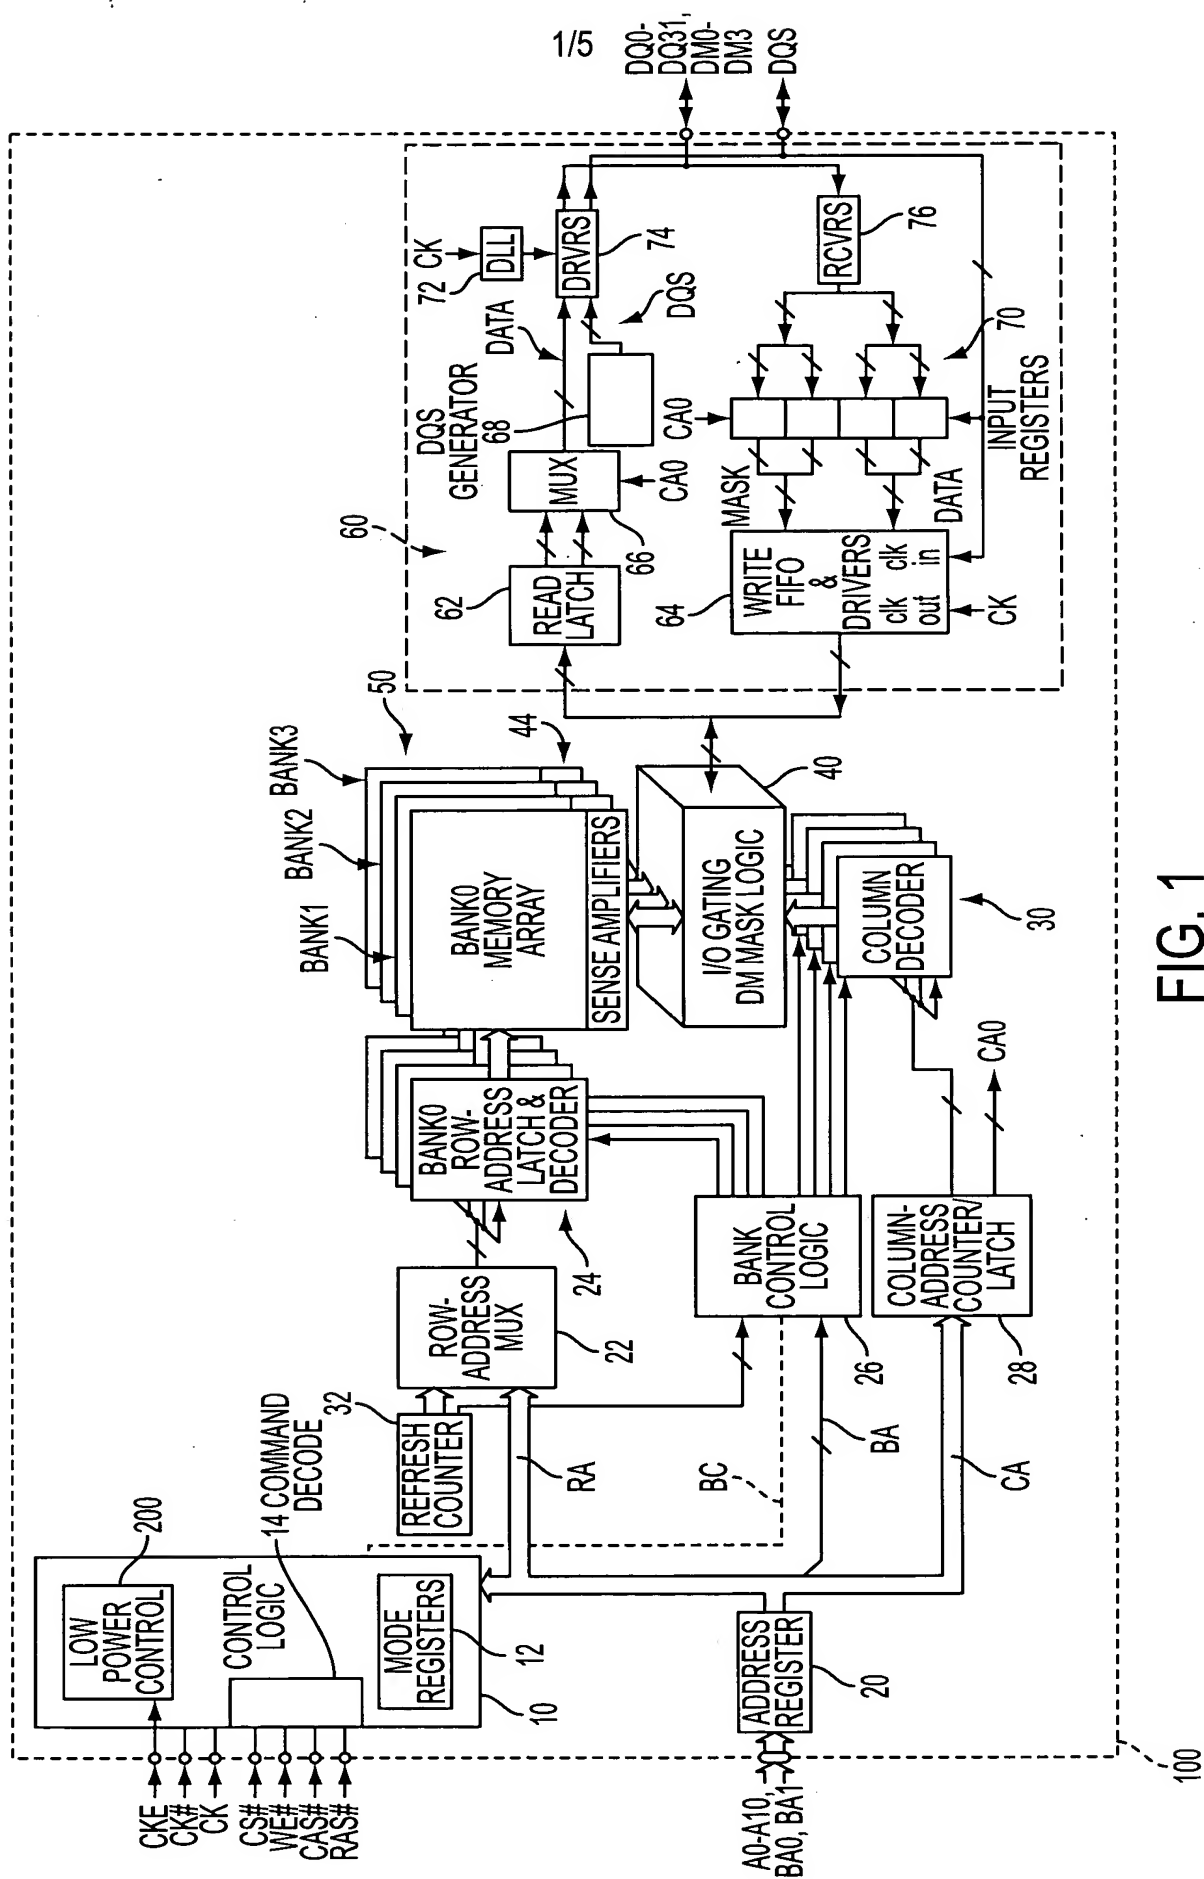 1/5
DQ0-
DQ31,
DM0-
DM3
DQS
CKE
CK#
CK
CS#
WE#
CAS#
RAS#
LOW
POWER
CONTROL
200
CONTROL
LOGIC
14 COMMAND
DECODE
MODE
REGISTERS
12
10
REFRESH
COUNTER
32
ROW-
ADDRESS
MUX
22
RA
BANK0
ROW-
ADDRESS
LATCH &
DECODER
24
BANK1
BANK2
BANK3
50
BANK0
MEMORY
ARRAY
SENSE AMPLIFIERS
44
I/O GATING
DM MASK LOGIC
40
COLUMN
DECODER
30
BANK
CONTROL
LOGIC
26
COLUMN-
ADDRESS
COUNTER/
LATCH
28
CA0
BC
BA
CA
A0-A10,
BA0, BA1
ADDRESS
REGISTER
20
100
60
READ
LATCH
62
MUX
66
CA0
DQS
GENERATOR
68
DATA
DQS
CK
DLL
72
DRVRS
74
RCVRS
76
CA0
70
INPUT
REGISTERS
MASK
DATA
WRITE
FIFO
&
DRIVERS
clk clk
out in
64
CK
FIG. 1